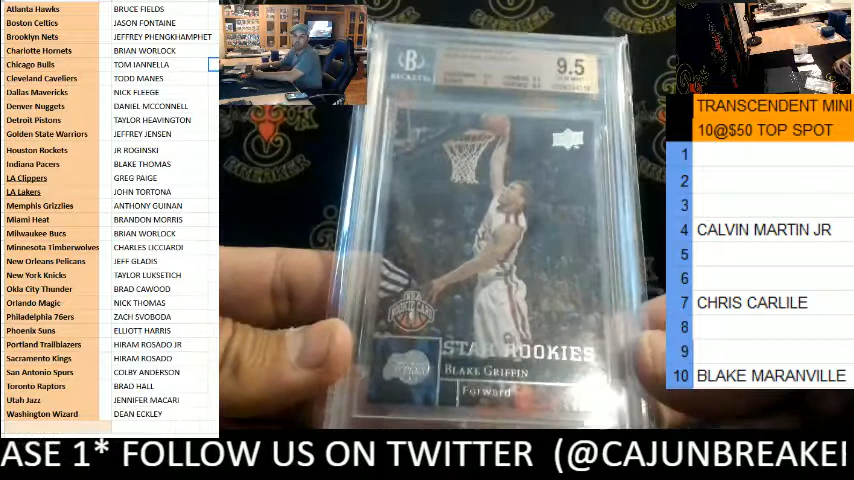 Atlanta Hawks BRUCE FIELDS
Boston Celtics JASON FONTAINE
Brooklyn Nets JEFFREY PHENGKHAMPHET
Charlotte Hornets BRIAN WORLOCK
Chicago Bulls TOM IANNELLA
Cleveland Caveliers TODD MANES
Dallas Mavericks NICK FLEEGE
Denver Nuggets DANIEL MCCONNELL
Detroit Pistons TAYLOR HEAVINGTON
Golden State Warriors JEFFREY JENSEN
Houston Rockets JR ROGINSKI
Indiana Pacers BLAKE THOMAS
LA Clippers GREG PAIGE
LA Lakers JOHN TORTONA
Memphis Grizzlies ANTHONY GUINAN
Miami Heat BRANDON MORRIS
Milwaukee Bucs BRIAN WORLOCK
Minnesota Timberwolves CHARLES LICCIARDI
New Orleans Pelicans JEFF GLADIS
New York Knicks TAYLOR LUKSETICH
Okla City Thunder BRAD CAWOOD
Orlando Magic NICK THOMAS
Philadelphia 76ers ZACH SVOBODA
Phoenix Suns ELLIOTT HARRIS
Portland Trailblazers HIRAM ROSADO JR
Sacramento Kings HIRAM ROSADO
San Antonio Spurs COLBY ANDERSON
Toronto Raptors BRAD HALL
Utah Jazz JENNIFER MACARI
Washington Wizard DEAN ECKLEY
BREAKER
B
BECKETT
9.5
NBA
ROOKIE CARD
STAR ROOKIES
BLAKE GRIFFIN
Forward
TRANSCENDENT MINI
10@$50 TOP SPOT
1
2
3
4 CALVIN MARTIN JR
5
6
7 CHRIS CARLILE
8
9
10 BLAKE MARANVILLE
ASE 1* FOLLOW US ON TWITTER (@CAJUNBREAKE